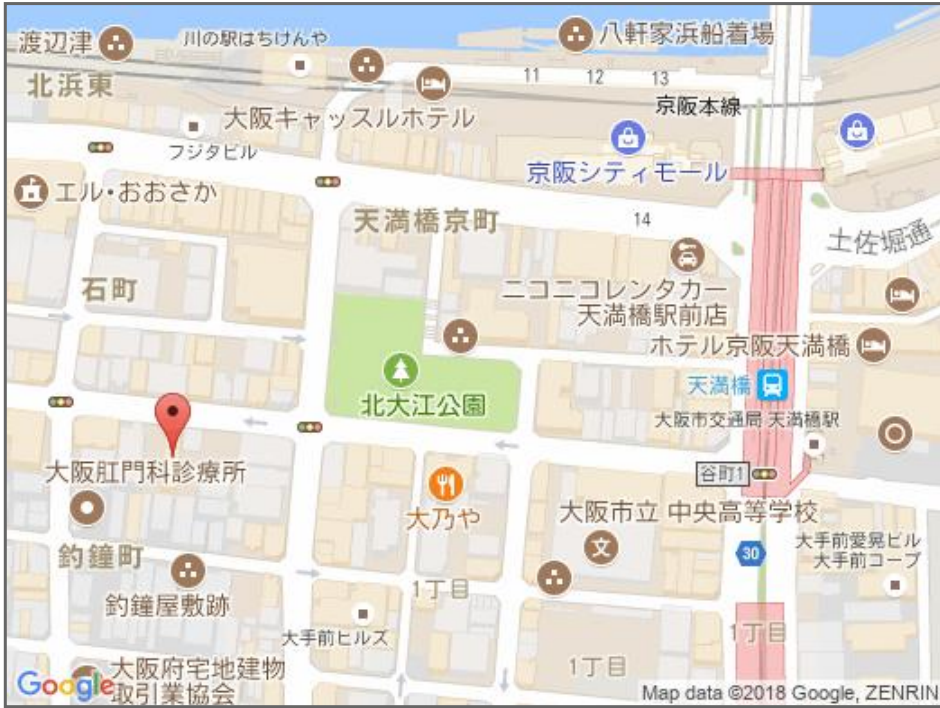 八軒家浜船着場
渡辺津
川の駅はちけんや
北浜東
11
12
13
京阪本線
大阪キャッスルホテル
フジタビル
京阪シティモール
エル・おおさか
天満橋京町
14
土佐堀通
石町
ニコニコレンタカー
天満橋駅前店
ホテル京阪天満橋
天満橋
北大江公園
大阪市交通局 天満橋駅
大阪肛門科診療所
谷町1
大乃や
大阪市立 中央高等学校
釣鐘町
30
大手前愛晃ビル
大手前コープ
釣鐘屋敷跡
1丁目
大手前ヒルズ
1丁目
大阪府宅地建物
取引業協会
1丁目
Google
Map data ©2018 Google, ZENRIN